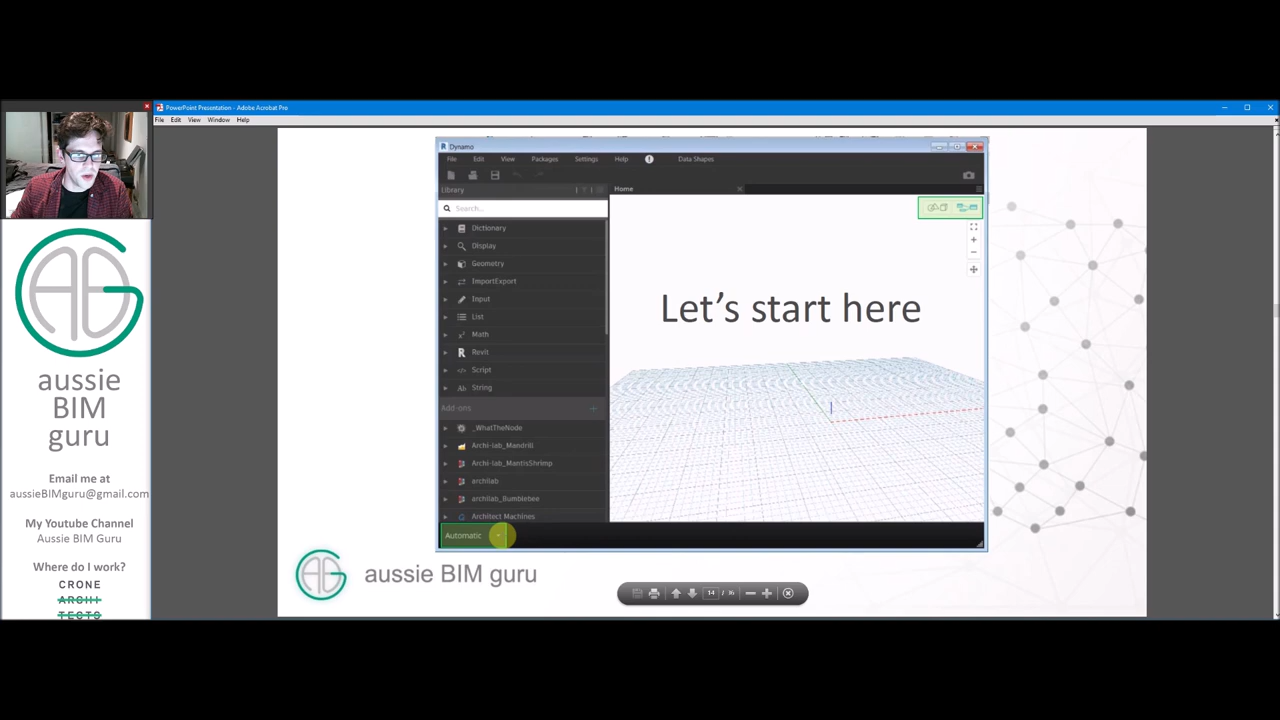 PowerPoint Presentation - Adobe Acrobat Pro
File Edit View Window Help
aussie
BIM
guru
Email me at
aussieBIMguru@gmail.com
My Youtube Channel
Aussie BIM Guru
Where do I work?
CRONE
ARCHI
TECTS
Dynamo
File Edit View Packages Settings Help Data Shapes
Library
Home
Search...
Dictionary
Display
Geometry
ImportExport
Input
List
Math
Revit
Script
String
Add-ons
_WhatTheNode
Archi-lab_Mandrill
Archi-lab_MantisShrimp
archilab
archilab_Bumblebee
Architect Machines
Automatic
Let's start here
aussie BIM guru
14 / 36